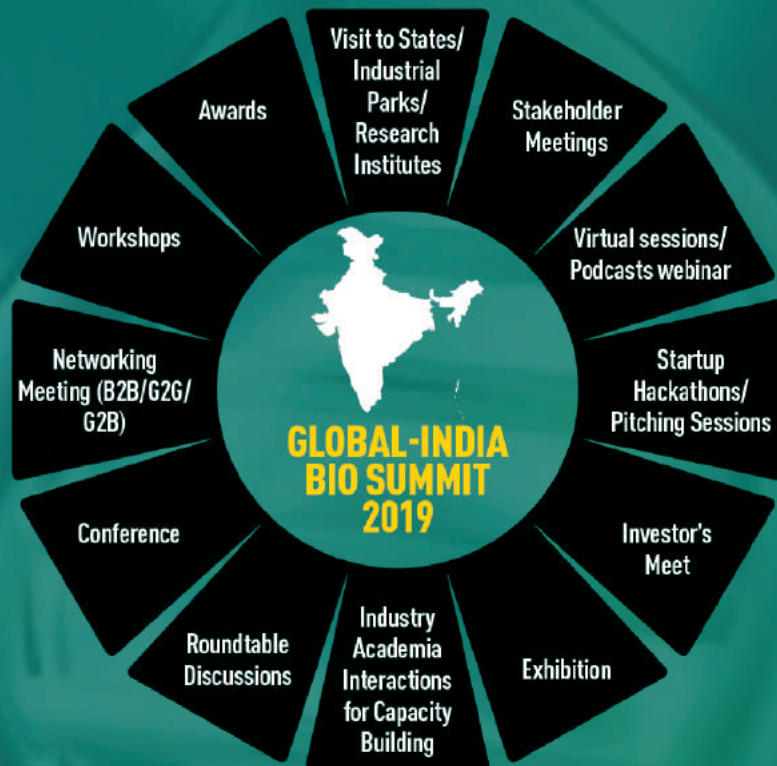 Visit to States/
Industrial
Parks/
Research
Institutes
Stakeholder
Meetings
Virtual sessions/
Podcasts webinar
Startup
Hackathons/
Pitching Sessions
Investor's
Meet
Exhibition
Industry
Academia
Interactions
for Capacity
Building
Roundtable
Discussions
Conference
Networking
Meeting (B2B/G2G/
G2B)
Workshops
Awards
GLOBAL-INDIA
BIO SUMMIT
2019